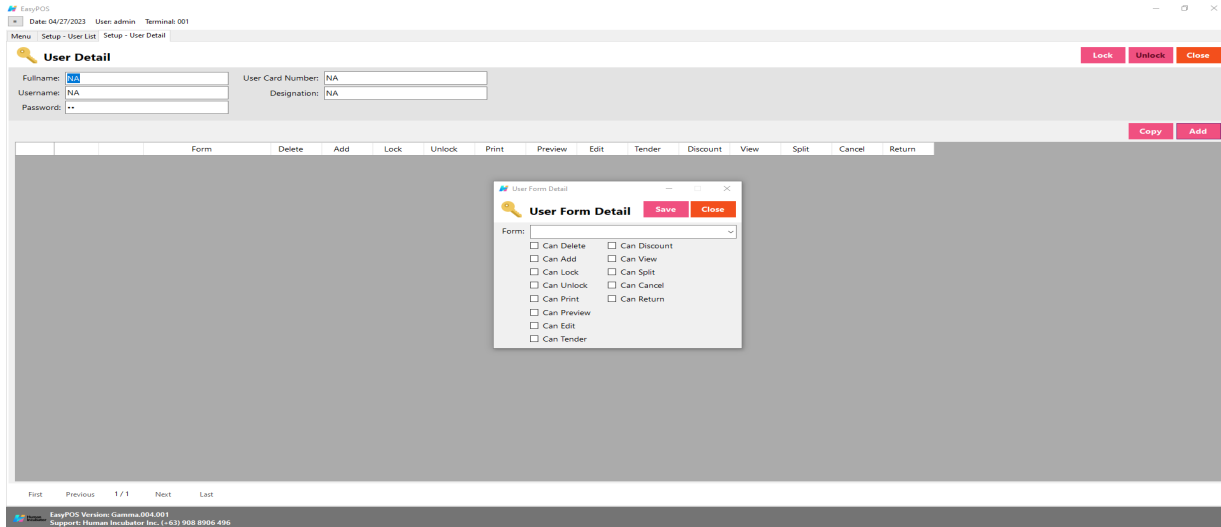 EasyPOS
Date: 04/27/2023 User: admin Terminal: 001
Menu Setup - User List Setup - User Detail
User Detail Lock Unlock Close
Fullname: NA User Card Number: NA
Username: NA Designation: NA
Password: ••
Copy Add
Form Delete Add Lock Unlock Print Preview Edit Tender Discount View Split Cancel Return
User Form Detail
User Form Detail Save Close
Form:
Can Delete Can Discount
Can Add Can View
Can Lock Can Split
Can Unlock Can Cancel
Can Print Can Return
Can Preview
Can Edit
Can Tender
First Previous 1 / 1 Next Last
EasyPOS Version: Gamma.004.001
Support: Human Incubator Inc. (+63) 908 8906 496